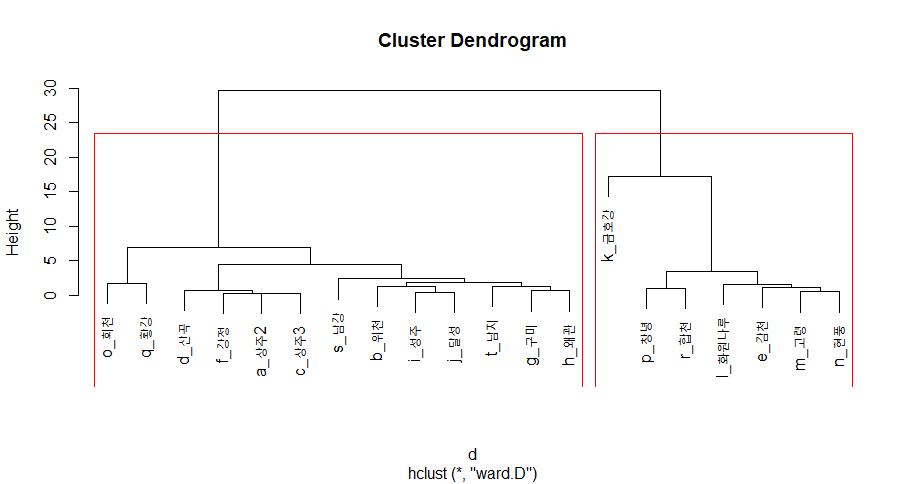 Cluster Dendrogram
Height
0
5
10
15
20
25
30
o_회천
q_황강
d_산곡
f_강정
a_상주2
c_상주3
s_남강
b_위천
i_성주
j_달성
t_남지
g_구미
h_왜관
k_금호강
p_창녕
r_합천
l_화원나루
e_감천
m_고령
n_현풍
d
hclust (*, "ward.D")